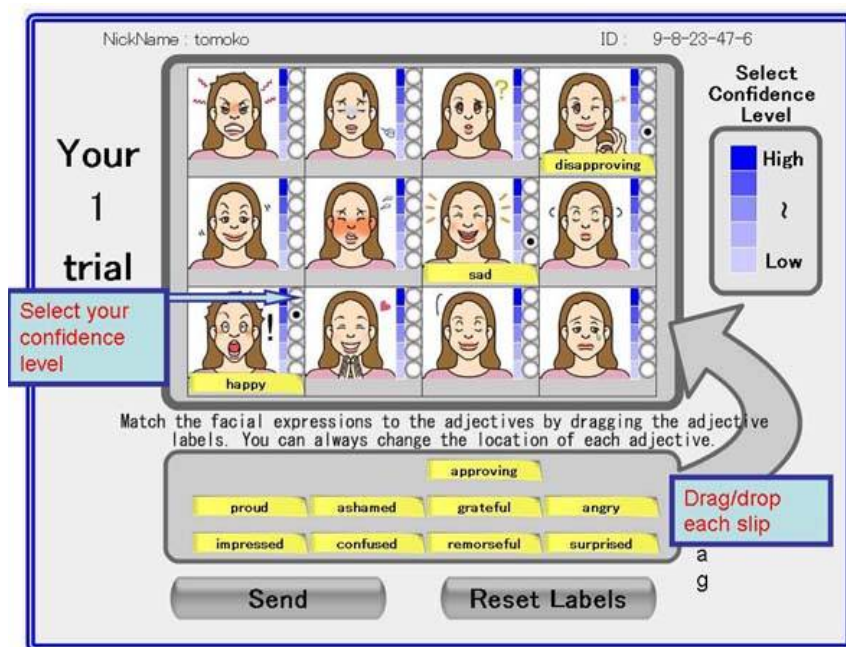 NickName : tomoko
ID : 9-8-23-47-6
Select
Confidence
Level
High
~
Low
Your
1
trial
?
disapproving
sad
Select your
confidence
level
!
happy
Match the facial expressions to the adjectives by dragging the adjective
labels. You can always change the location of each adjective.
approving
proud ashamed grateful angry
impressed confused remorseful surprised
Drag/drop
each slip
a
g
Send Reset Labels